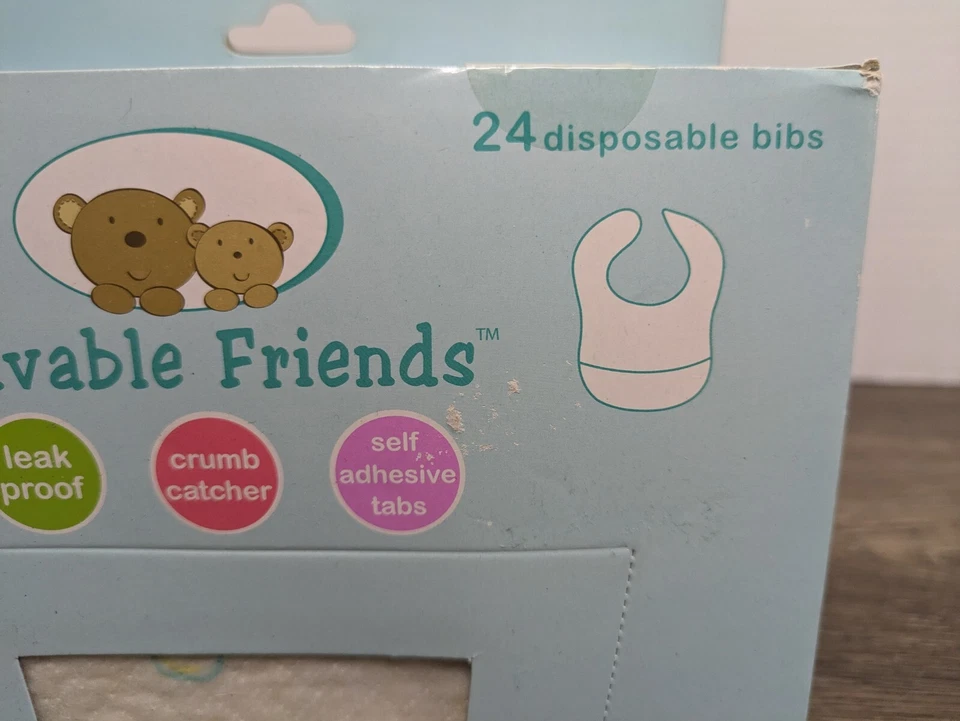 24 disposable bibs
vable Friends™
leak
proof
crumb
catcher
self
adhesive
tabs